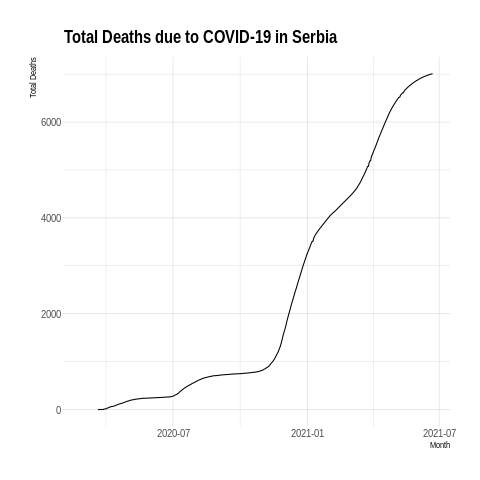 Total Deaths due to COVID-19 in Serbia
Total Deaths
6000
4000
2000
0
2020-07
2021-01
2021-07
Month